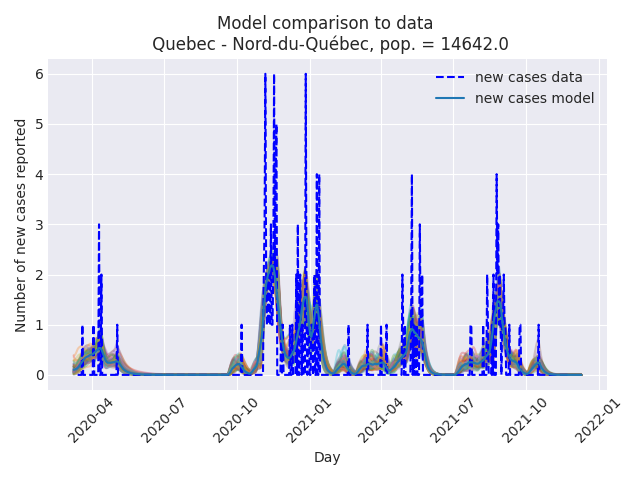 Model comparison to data
Quebec - Nord-du-Québec, pop. = 14642.0
new cases data
new cases model
Number of new cases reported
6
5
4
3
2
1
0
2020-04
2020-07
2020-10
2021-01
2021-04
2021-07
2021-10
2022-01
Day